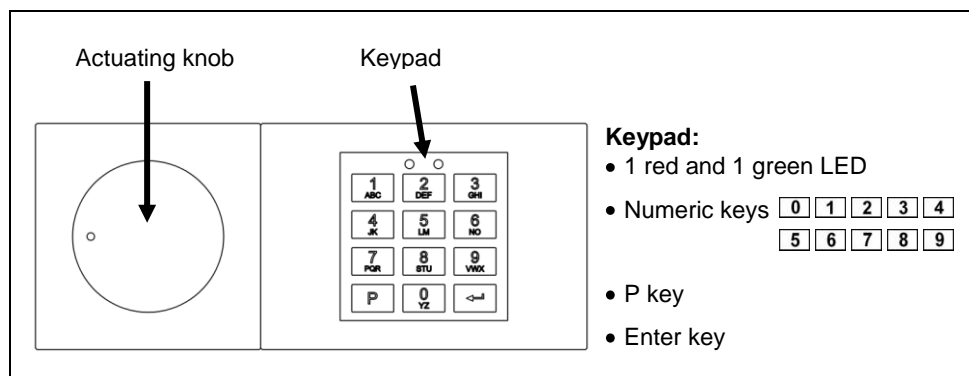 Actuating knob
Keypad
1 2 3
ABC DEF GHI
4 5 6
JK LM NO
7 8 9
PQR STU VWX
P 0
YZ
Keypad:
• 1 red and 1 green LED
• Numeric keys 0 1 2 3 4
5 6 7 8 9
• P key
• Enter key